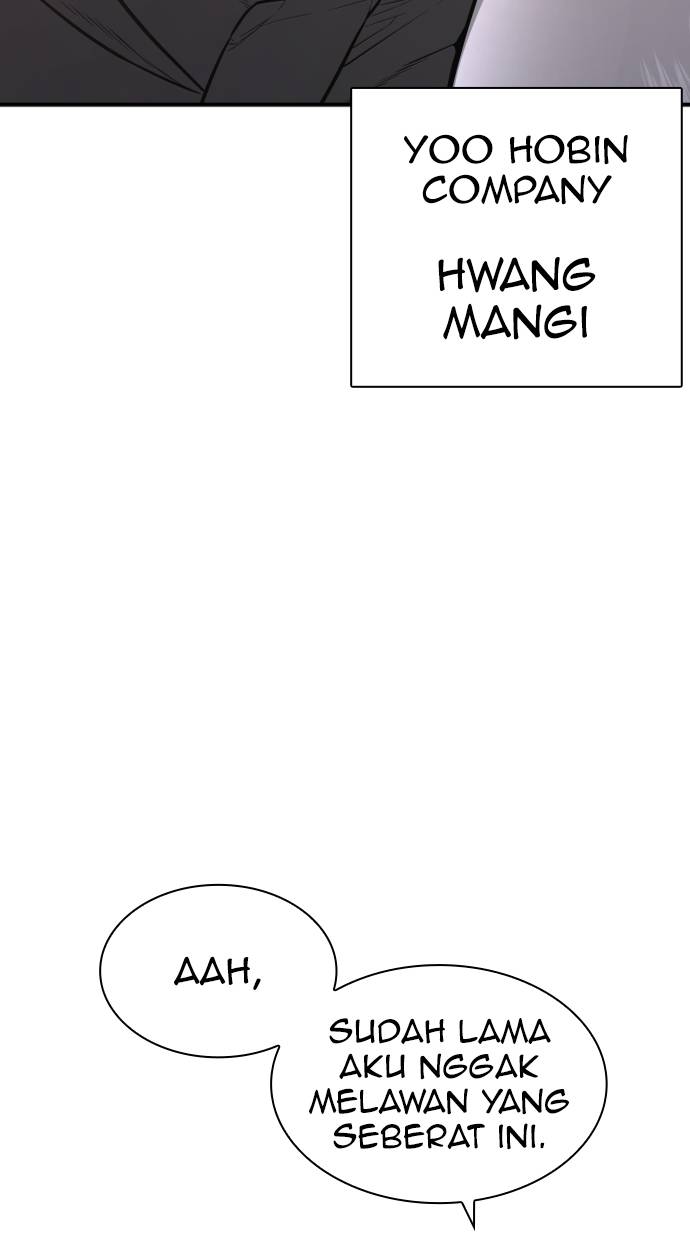 YOO HOBIN
COMPANY
HWANG
MANGI
AAH,
SUDAH LAMA
AKU NGGAK
MELAWAN YANG
SEBERAT INI.